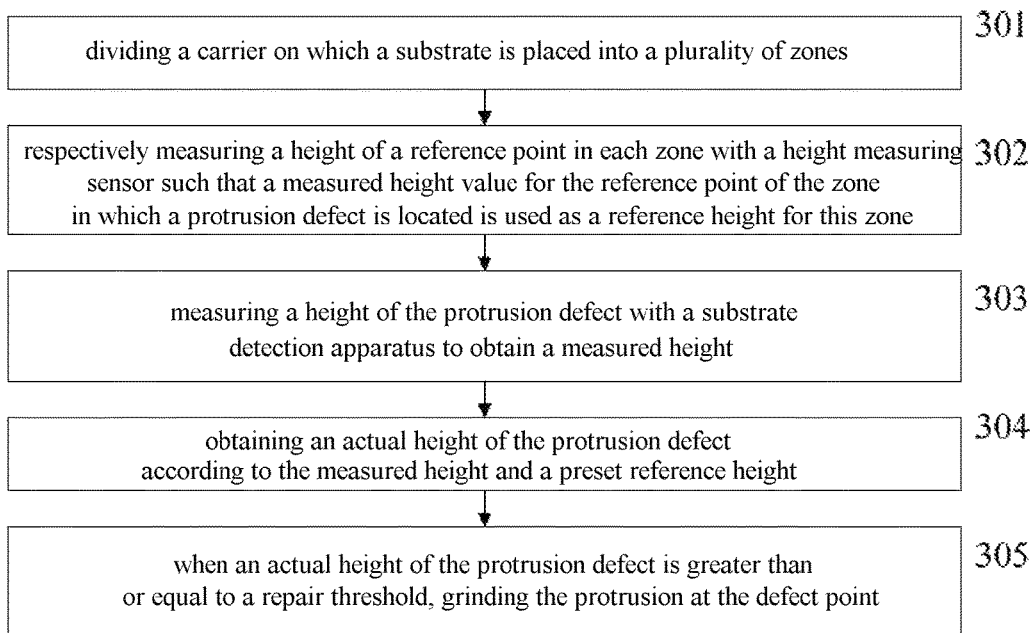 301
dividing a carrier on which a substrate is placed into a plurality of zones
respectively measuring a height of a reference point in each zone with a height measuring
302
sensor such that a measured height value for the reference point of the zone
in which a protrusion defect is located is used as a reference height for this zone
303
measuring a height of the protrusion defect with a substrate
detection apparatus to obtain a measured height
304
obtaining an actual height of the protrusion defect
according to the measured height and a preset reference height
305
when an actual height of the protrusion defect is greater than
or equal to a repair threshold, grinding the protrusion at the defect point